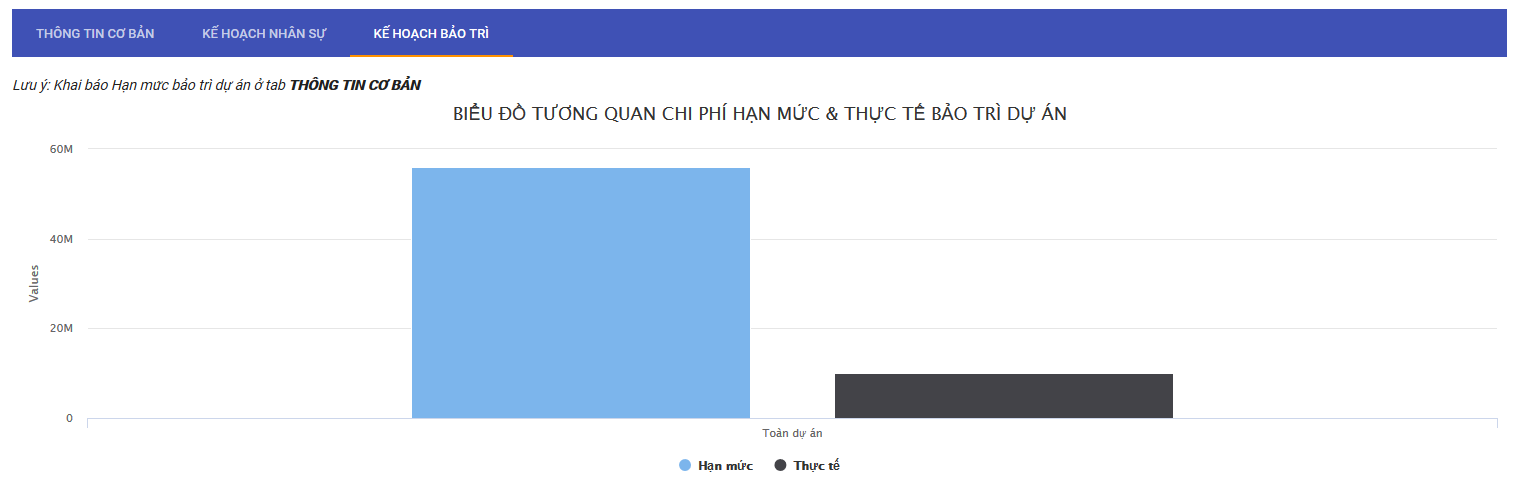 THÔNG TIN CƠ BẢN KẾ HOẠCH NHÂN SỰ KẾ HOẠCH BẢO TRÌ
Lưu ý: Khai báo Hạn mức bảo trì dự án ở tab THÔNG TIN CƠ BẢN
BIỂU ĐỒ TƯƠNG QUAN CHI PHÍ HẠN MỨC & THỰC TẾ BẢO TRÌ DỰ ÁN
60M
40M
Values
20M
0
Toàn dự án
Hạn mức Thực tế